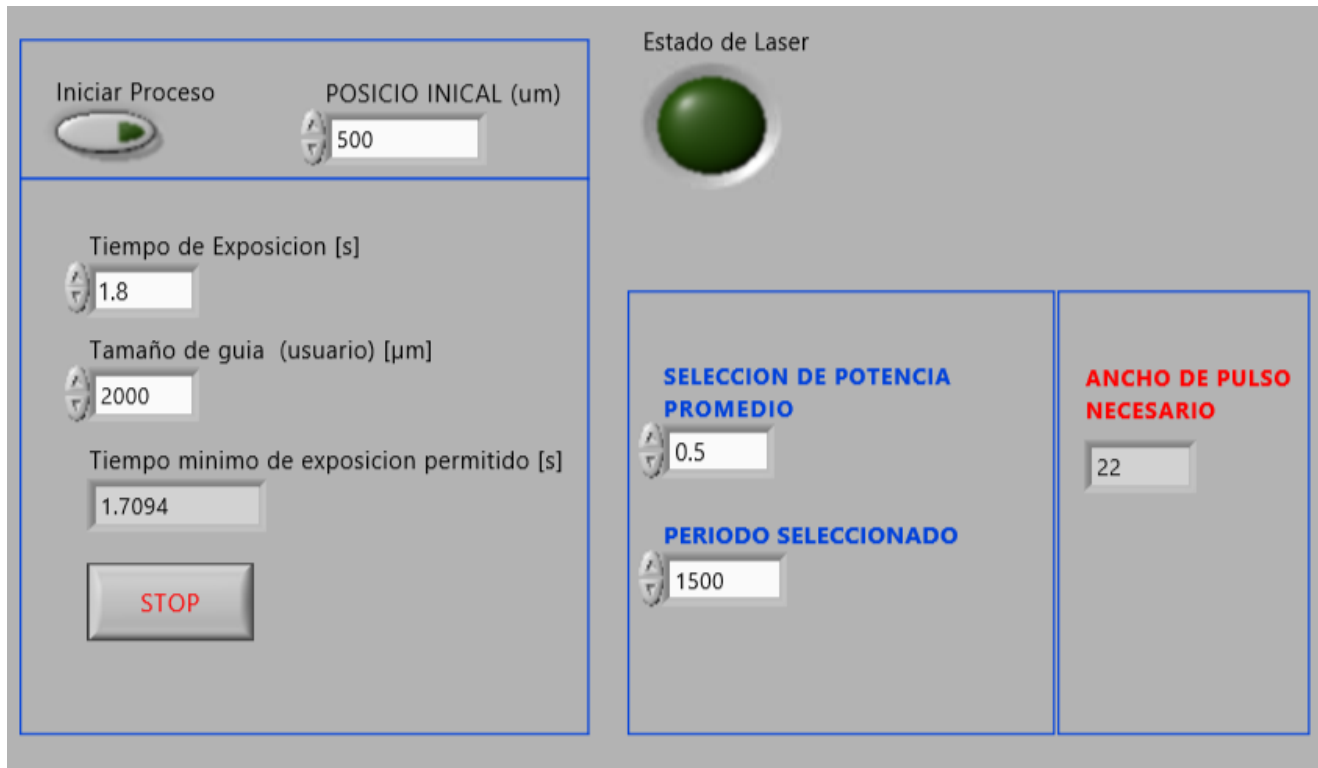 Estado de Laser
Iniciar Proceso
POSICIO INICAL (um)
500
Tiempo de Exposicion [s]
1.8
Tamaño de guia  (usuario) [µm]
2000
Tiempo minimo de exposicion permitido [s]
1.7094
STOP
SELECCION DE POTENCIA
PROMEDIO
0.5
PERIODO SELECCIONADO
1500
ANCHO DE PULSO
NECESARIO
22